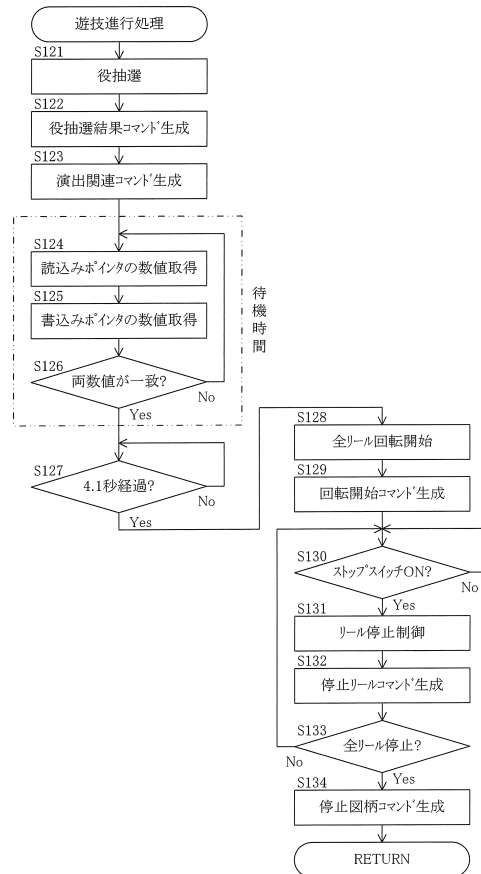 遊技進行処理
S121
役抽選
S122
役抽選結果コマンド生成
S123
演出関連コマンド生成
S124
読込みポインタの数値取得
S125
書込みポインタの数値取得
S126
両数値が一致?
No
Yes
待機時間
S127
4.1秒経過?
No
Yes
S128
全リール回転開始
S129
回転開始コマンド生成
S130
ストップスイッチON?
No
Yes
S131
リール停止制御
S132
停止リールコマンド生成
S133
全リール停止?
No
Yes
S134
停止図柄コマンド生成
RETURN